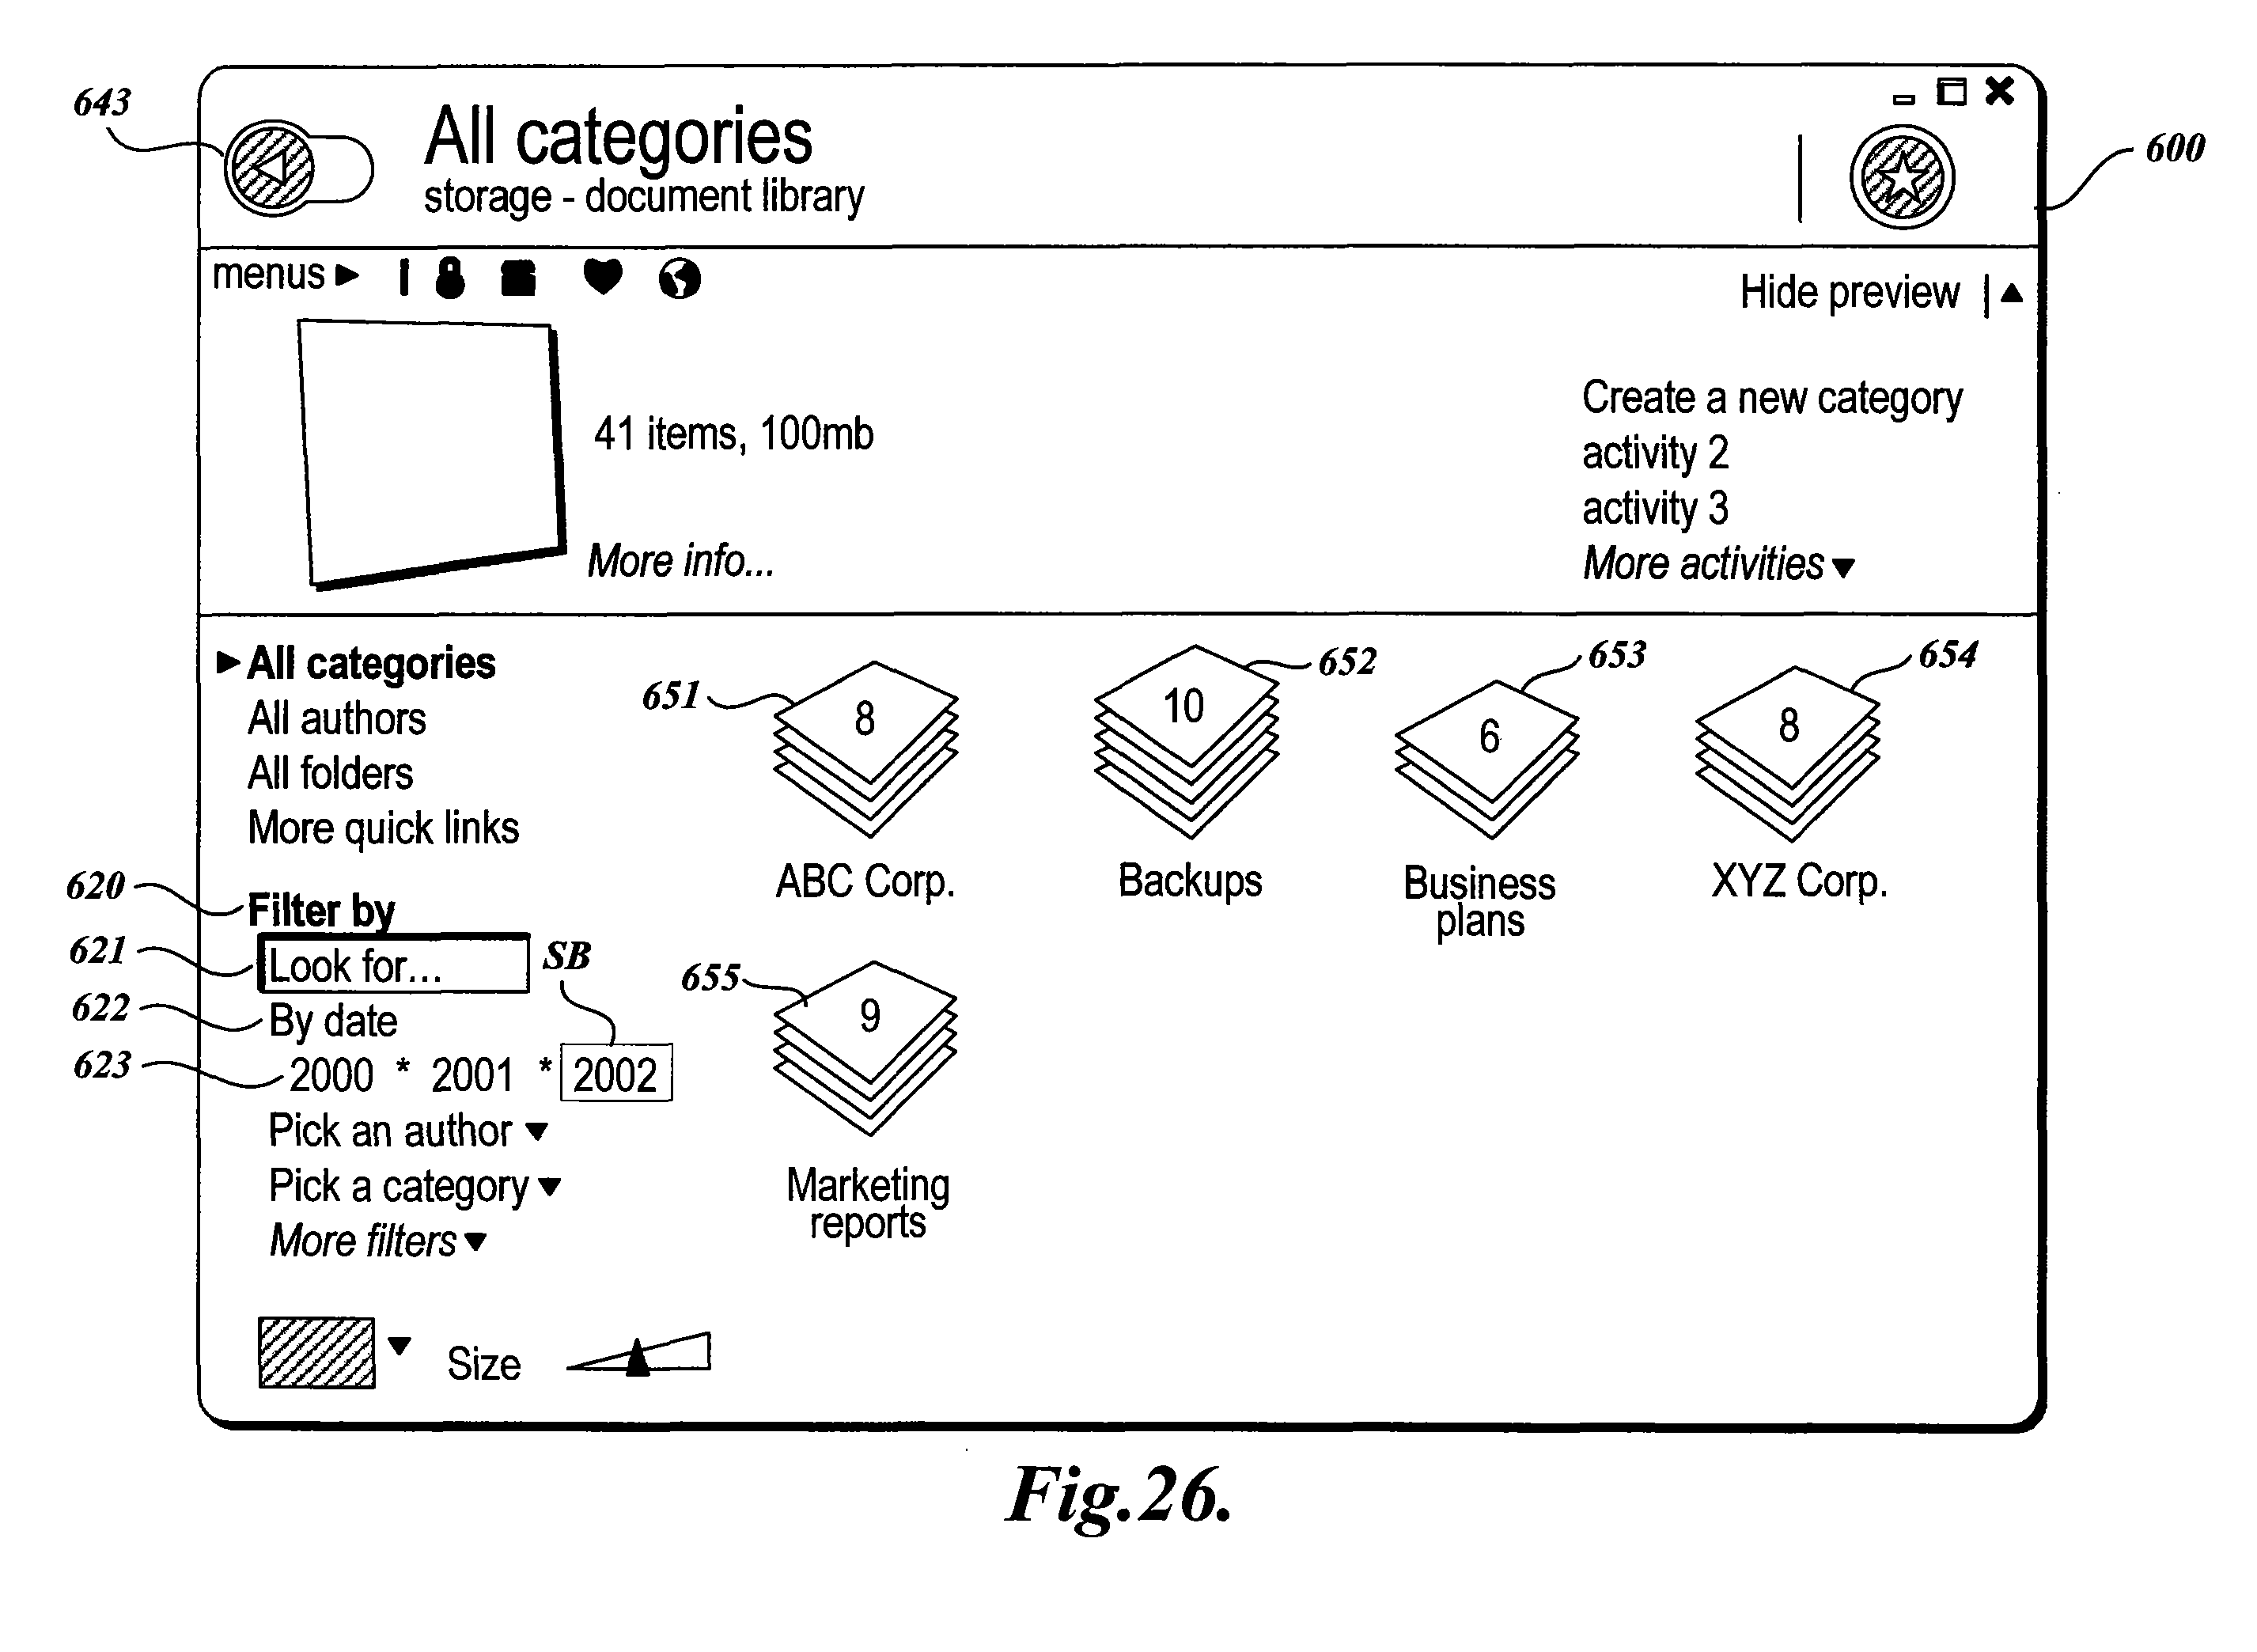 643
All categories
storage - document library
600
menus
Hide preview
41 items, 100mb
More info...
Create a new category
activity 2
activity 3
More activities
All categories
All authors
All folders
More quick links
620
Filter by
621
Look for...
SB
622
By date
623
2000 * 2001 * 2002
Pick an author
Pick a category
More filters
Size
651
8
ABC Corp.
652
10
Backups
653
6
Business
plans
654
8
XYZ Corp.
655
9
Marketing
reports
Fig.26.